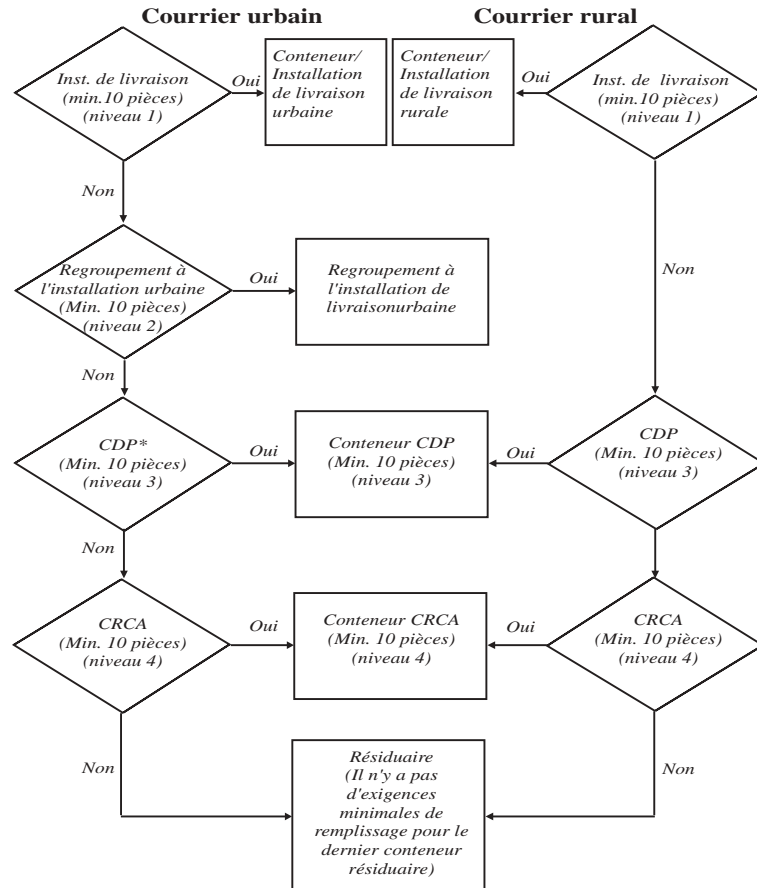 Courrier urbain
Courrier rural
Inst. de livraison
(min.10 pièces)
(niveau 1)
Oui
Conteneur/
Installation
de livraison
urbaine
Conteneur/
Installation
de livraison
rurale
Oui
Inst. de livraison
(min.10 pièces)
(niveau 1)
Non
Regroupement à
l'installation urbaine
(Min. 10 pièces)
(niveau 2)
Oui
Regroupement à
l'installation de
livraisonurbaine
Non
Non
CDP*
(Min. 10 pièces)
(niveau 3)
Oui
Conteneur CDP
(Min. 10 pièces)
(niveau 3)
Oui
CDP
(Min. 10 pièces)
(niveau 3)
Non
Non
CRCA
(Min. 10 pièces)
(niveau 4)
Oui
Conteneur CRCA
(Min. 10 pièces)
(niveau 4)
Oui
CRCA
(Min. 10 pièces)
(niveau 4)
Non
Résiduaire
(Il n'y a pas
d'exigences
minimales de
remplissage pour le
dernier conteneur
résiduaire)
Non